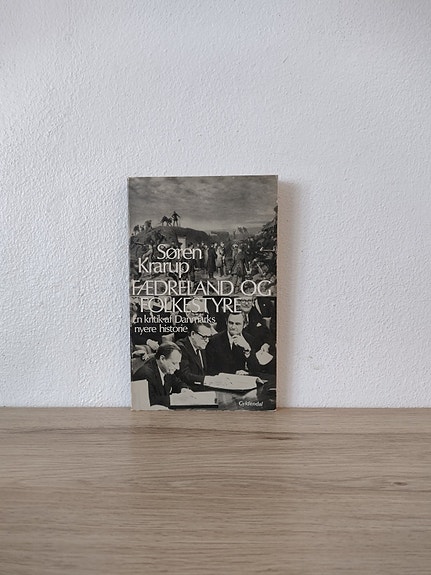 Søren
Krarup
FÆDRELAND OG
FOLKESTYRE
En kritik af Danmarks
nyere historie
Gyldendal